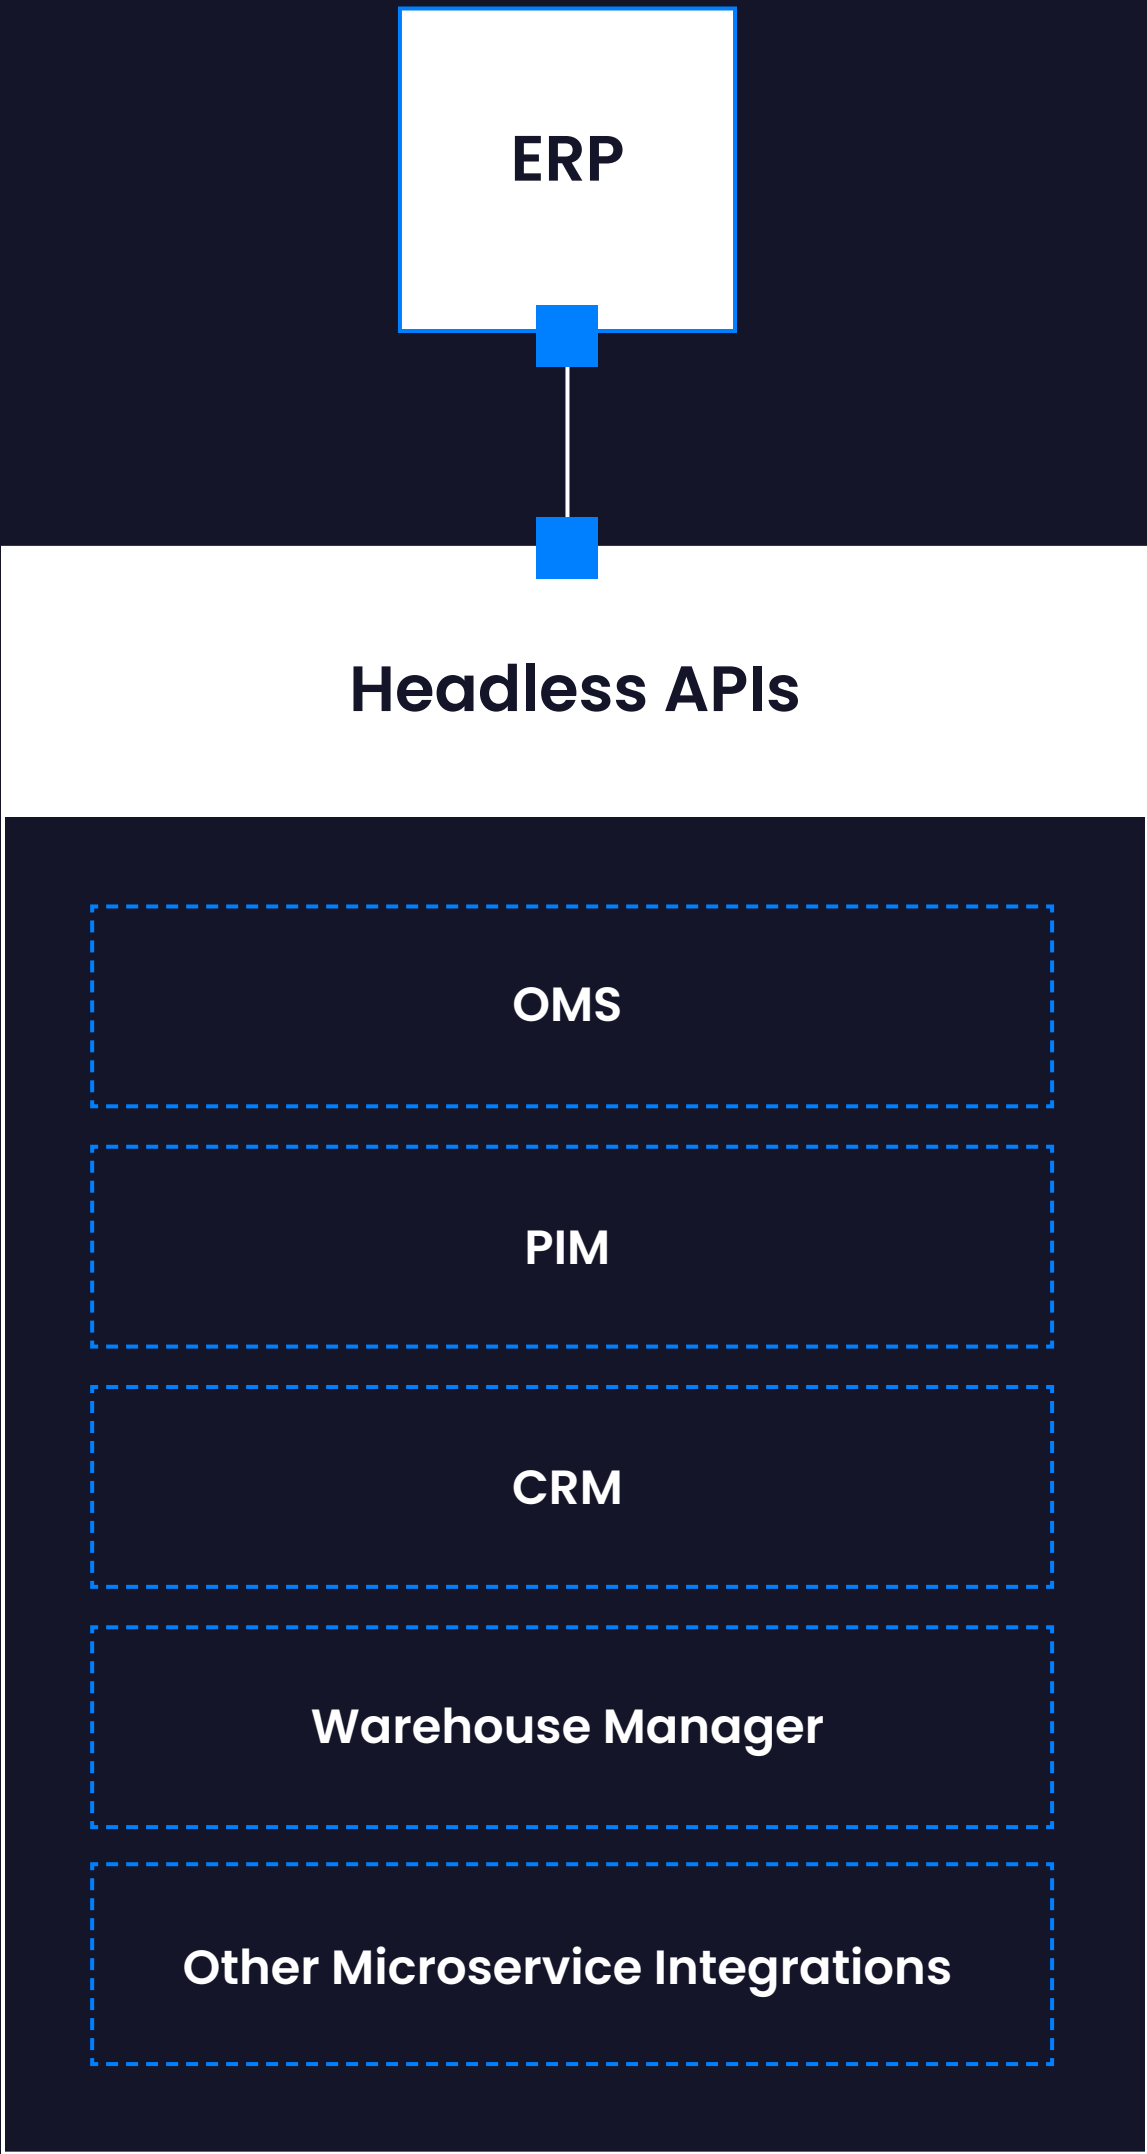 ERP
Headless APIs
OMS
PIM
CRM
Warehouse Manager
Other Microservice Integrations